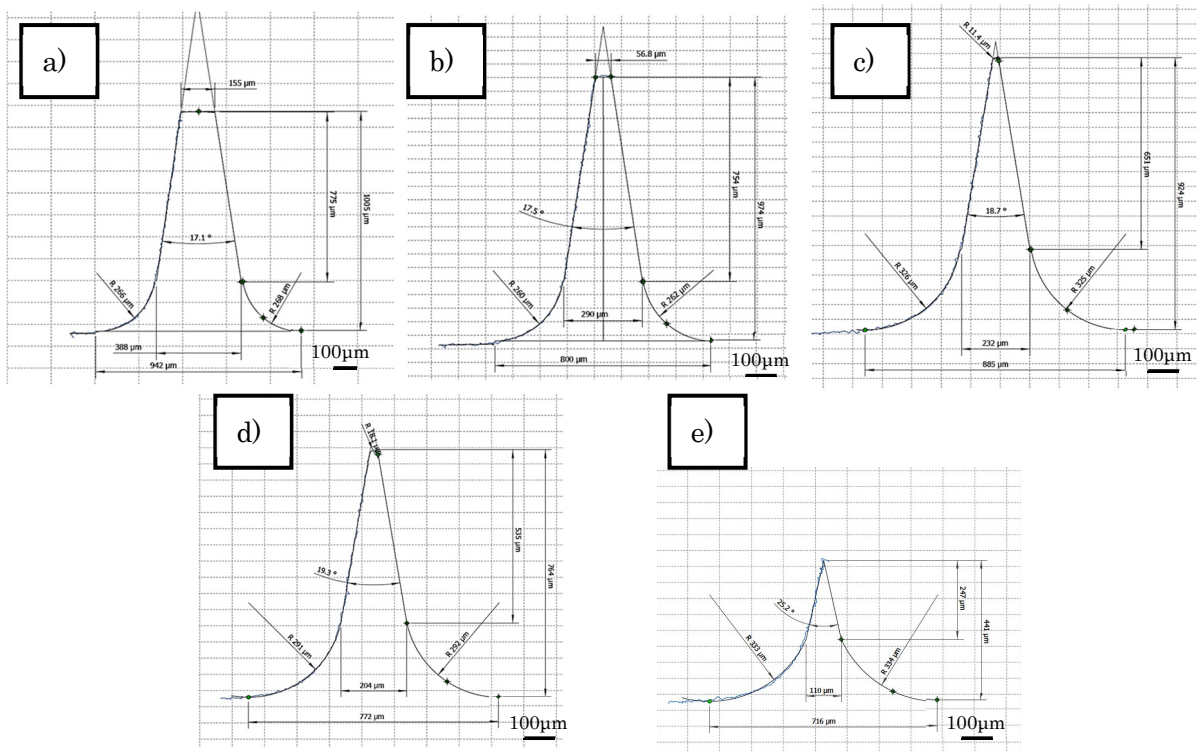 a)
155 µm
775 µm
1005 µm
17.1 °
R 266 µm
R 268 µm
388 µm
942 µm
100µm
b)
56.8 µm
754 µm
974 µm
17.5 °
R 260 µm
R 262 µm
290 µm
800 µm
100µm
c)
R 11.4 µm
651 µm
924 µm
18.7 °
R 326 µm
R 325 µm
232 µm
885 µm
100µm
d)
R 18.1 µm
535 µm
764 µm
19.3 °
R 291 µm
R 292 µm
204 µm
772 µm
100µm
e)
247 µm
441 µm
25.2 °
R 333 µm
R 334 µm
110 µm
716 µm
100µm